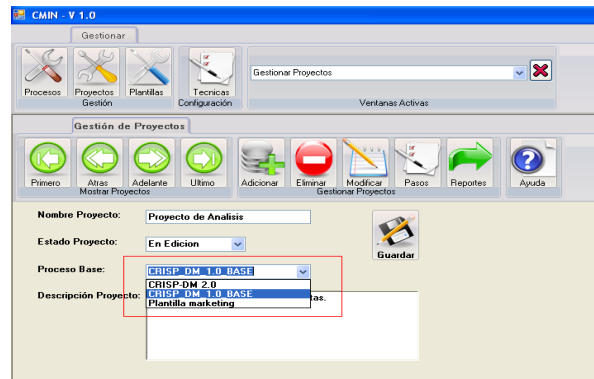 CMIN - V 1.0
Gestionar
Procesos Proyectos Plantillas Tecnicas
Gestión Configuración
Gestionar Proyectos
Ventanas Activas
Gestión de Proyectos
Primero Atras Adelante Ultimo Adicionar Eliminar Modificar Pasos Reportes Ayuda
Mostrar Proyectos Gestionar Proyectos
Nombre Proyecto: Proyecto de Analisis
Estado Proyecto: En Edicion
Guardar
Proceso Base: CRISP_DM_1.0_BASE
CRISP-DM 2.0
CRISP_DM_1.0_BASE
Plantilla marketing
Descripción Proyecto: tas.